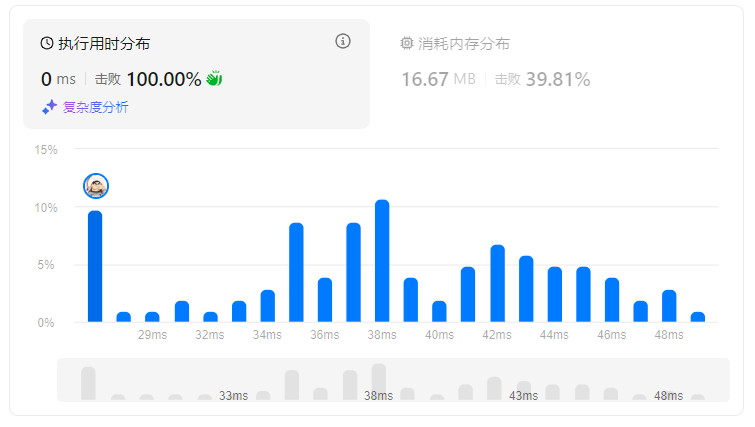 执行用时分布
消耗内存分布
0 ms 击败 100.00%
16.67 MB 击败 39.81%
复杂度分析
15%
10%
5%
0%
29ms 32ms 34ms 36ms 38ms 40ms 42ms 44ms 46ms 48ms
33ms 38ms 43ms 48ms